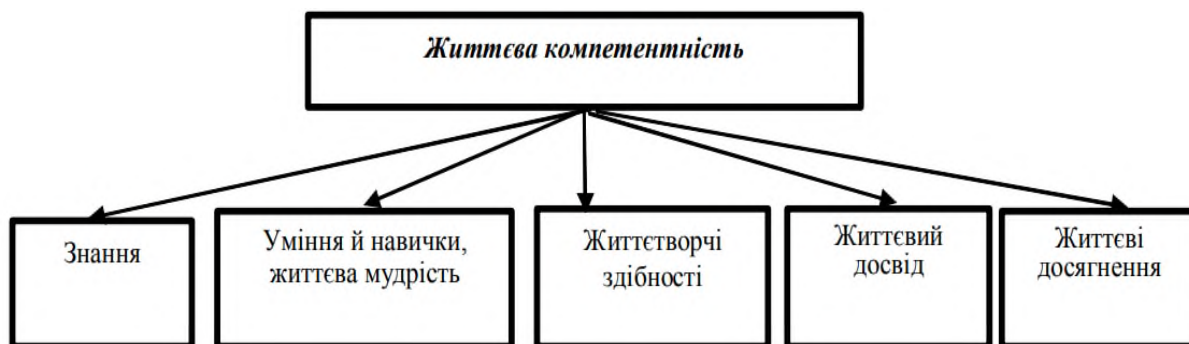 Життєва компетентність
Знання
Уміння й навички,
життєва мудрість
Життєтворчі
здібності
Життєвий
досвід
Життєві
досягнення